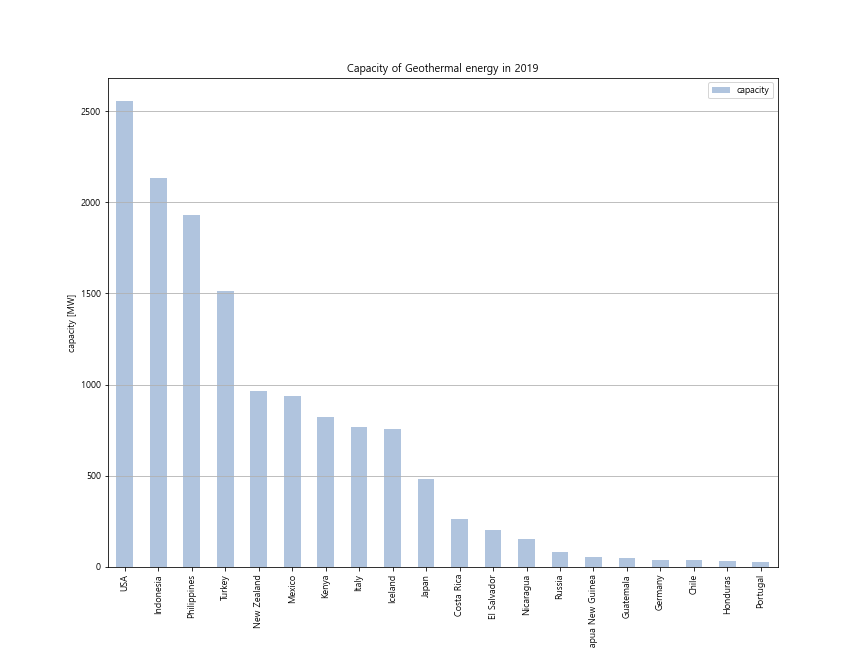 Capacity of Geothermal energy in 2019
capacity
capacity [MW]
2500
2000
1500
1000
500
0
USA
Indonesia
Philippines
Turkey
New Zealand
Mexico
Kenya
Italy
Iceland
Japan
Costa Rica
El Salvador
Nicaragua
Russia
apua New Guinea
Guatemala
Germany
Chile
Honduras
Portugal